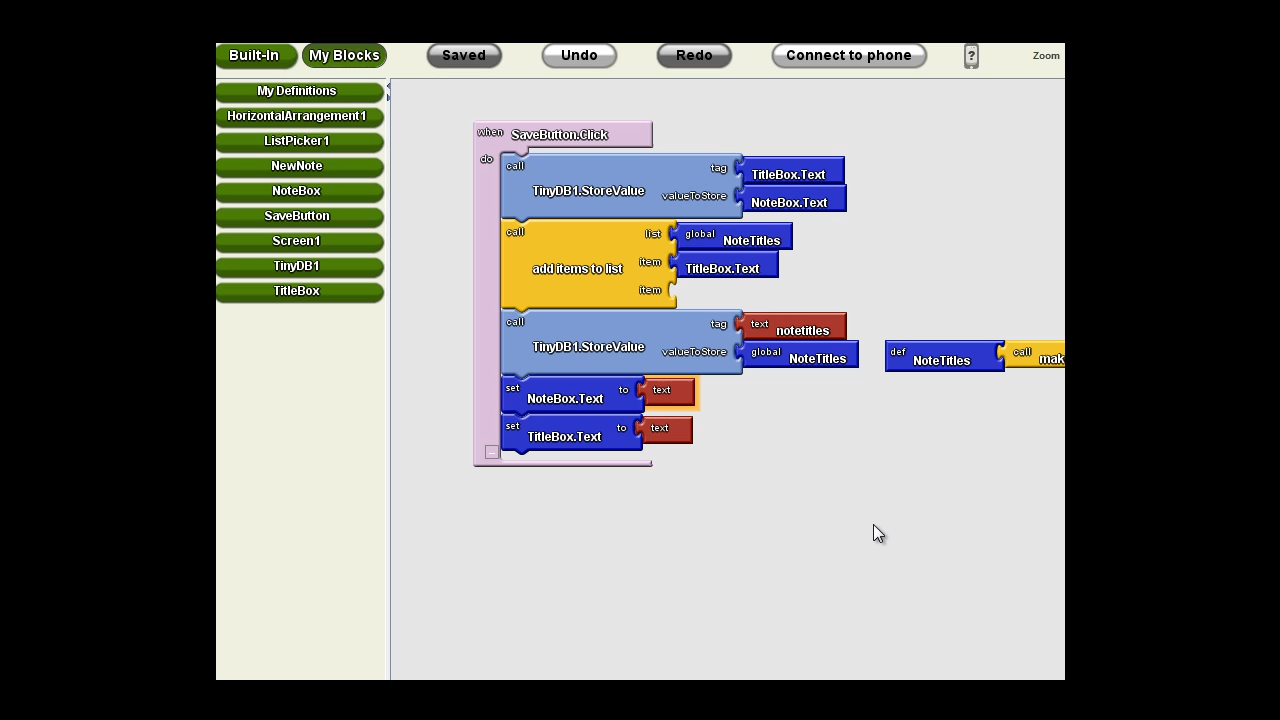 Built-In My Blocks Saved Undo Redo Connect to phone ? Zoom
My Definitions
HorizontalArrangement1
ListPicker1
NewNote
NoteBox
SaveButton
Screen1
TinyDB1
TitleBox
when SaveButton.Click
do
call TinyDB1.StoreValue tag TitleBox.Text
valueToStore NoteBox.Text
call add items to list list global NoteTitles
item TitleBox.Text
item
call TinyDB1.StoreValue tag text notetitles
valueToStore global NoteTitles
def NoteTitles call mak
set NoteBox.Text to text
set TitleBox.Text to text